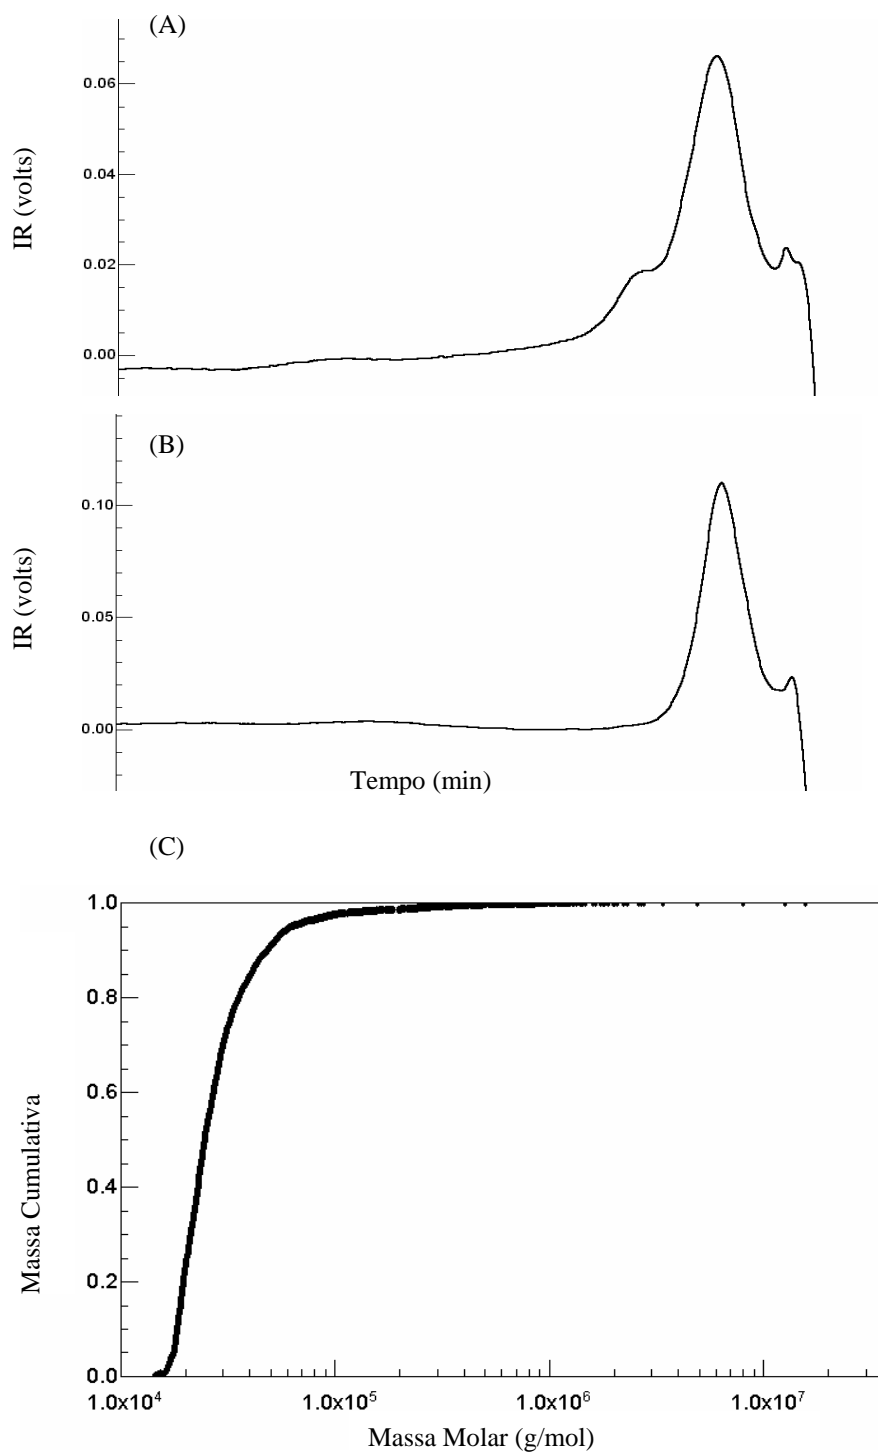 (A)
0.06
0.04
0.02
0.00
IR (volts)
(B)
0.10
0.05
0.00
IR (volts)
Tempo (min)
(C)
1.0
0.8
0.6
0.4
0.2
0.0
Massa Cumulativa
1.0x10⁴ 1.0x10⁵ 1.0x10⁶ 1.0x10⁷
Massa Molar (g/mol)